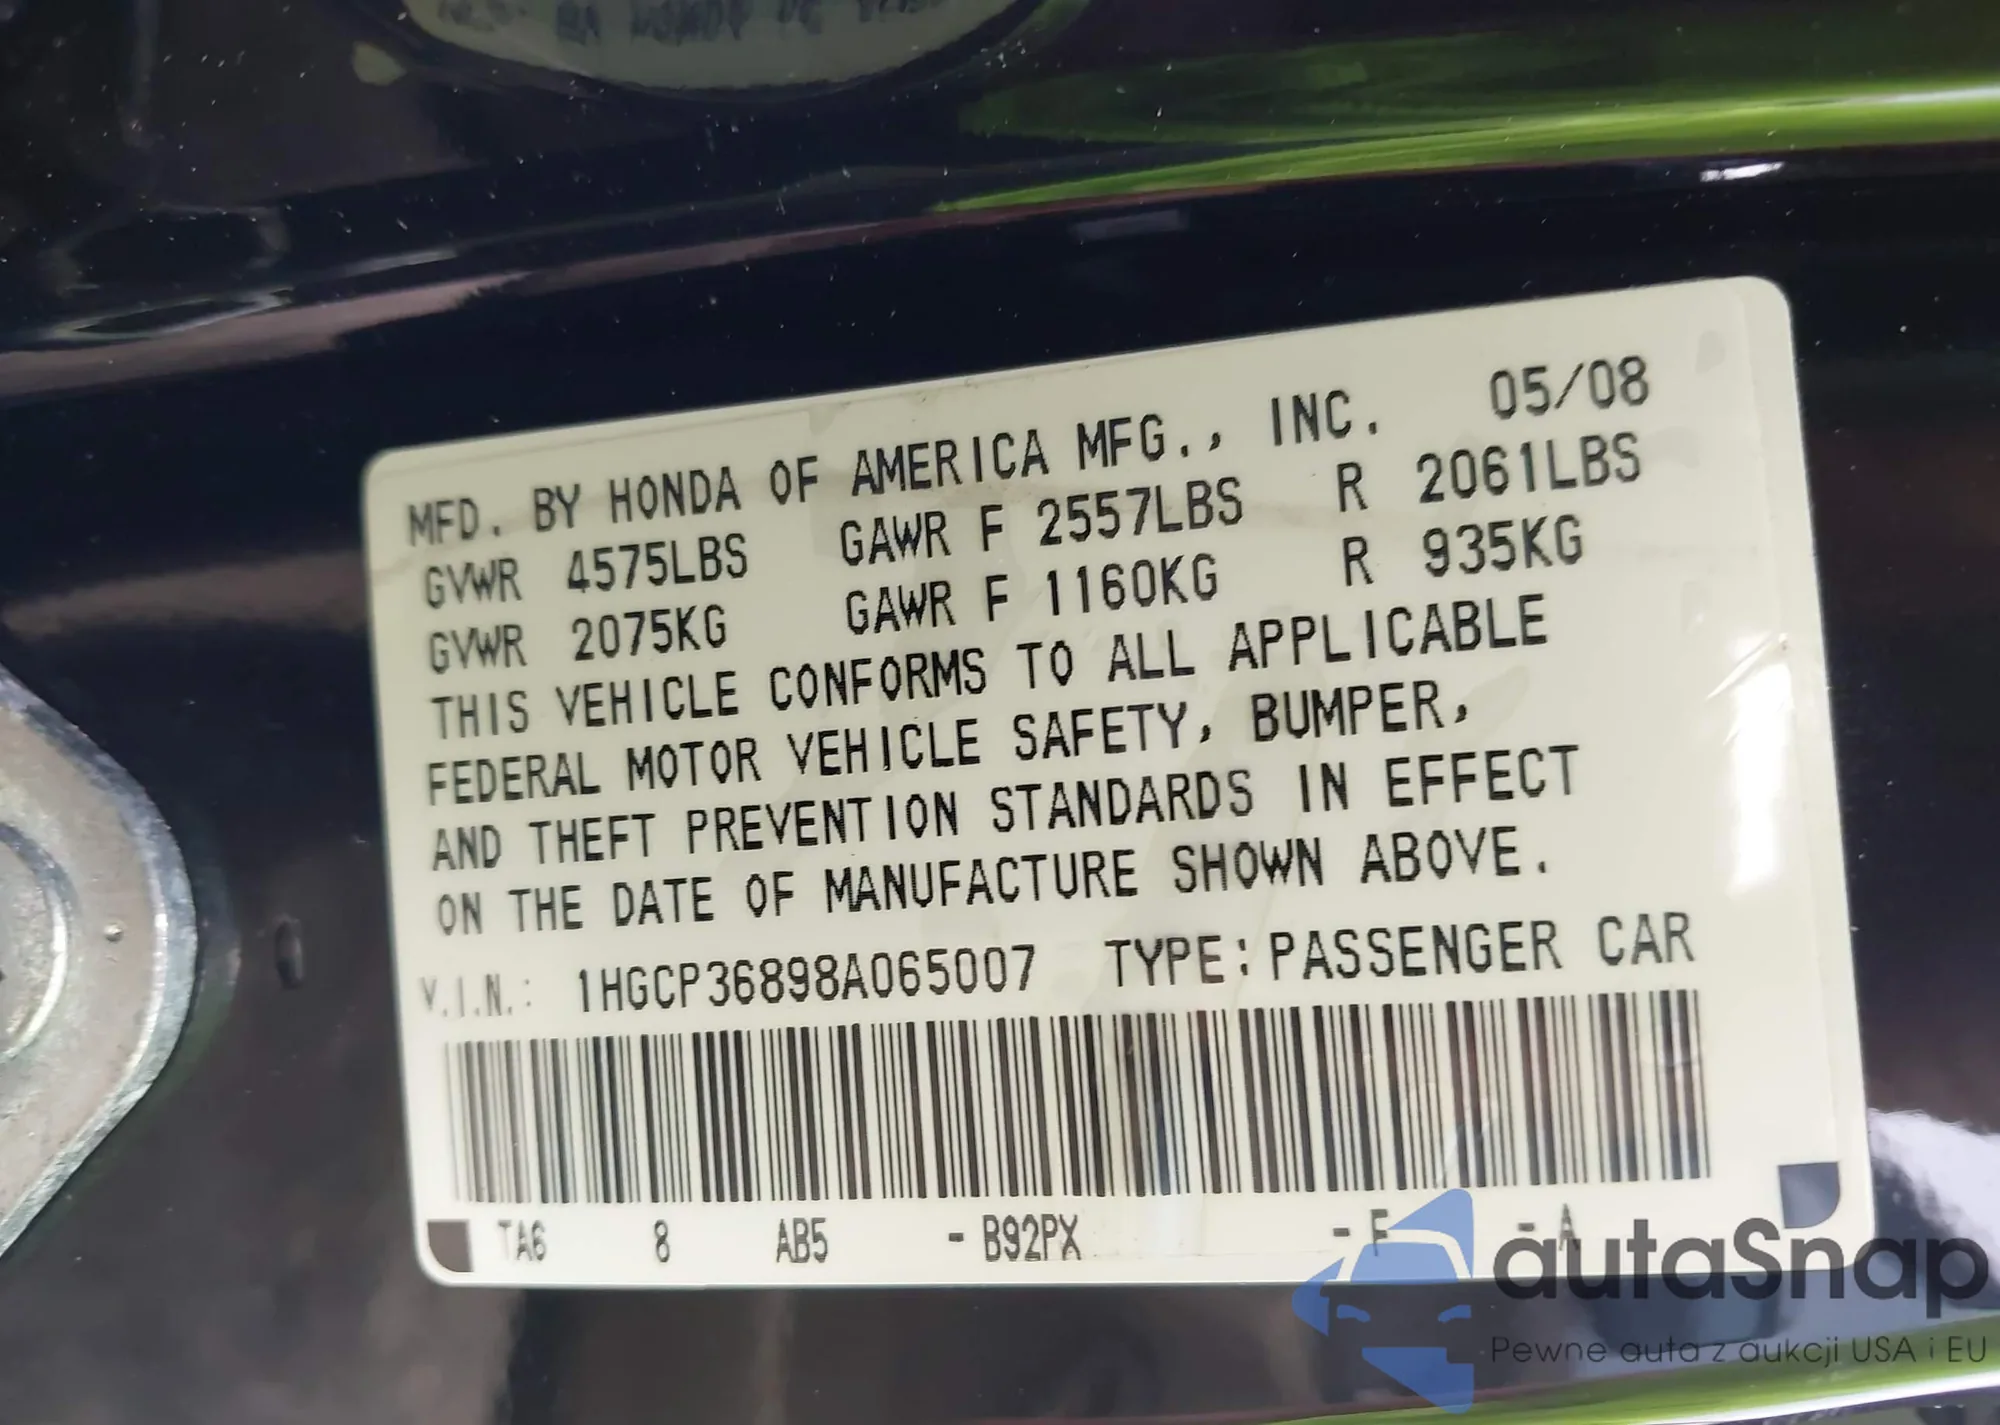 MFD. BY HONDA OF AMERICA MFG., INC. 05/08
GVWR 4575LBS GAWR F 2557LBS R 2061LBS
GVWR 2075KG GAWR F 1160KG R 935KG
THIS VEHICLE CONFORMS TO ALL APPLICABLE
FEDERAL MOTOR VEHICLE SAFETY, BUMPER,
AND THEFT PREVENTION STANDARDS IN EFFECT
ON THE DATE OF MANUFACTURE SHOWN ABOVE.
V.I.N.: 1HGCP36898A065007 TYPE: PASSENGER CAR
TA6 8 AB5 - B92PX - F - A
autaSnap
Pewne auta z aukcji USA i EU